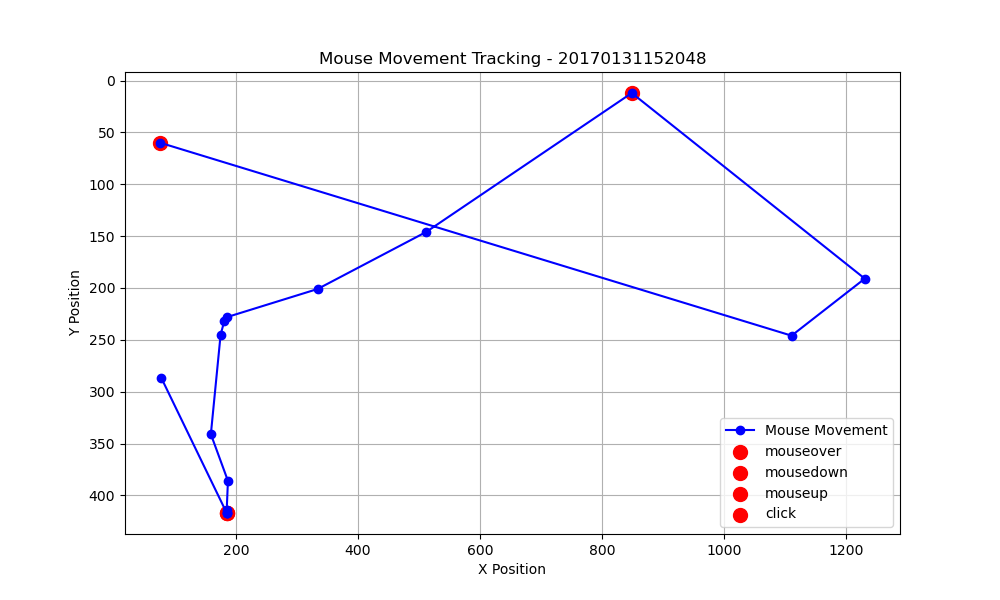 Mouse Movement Tracking - 20170131152048
0
50
100
150
200
250
300
350
400
Y Position
200
400
600
800
1000
1200
X Position
Mouse Movement
mouseover
mousedown
mouseup
click